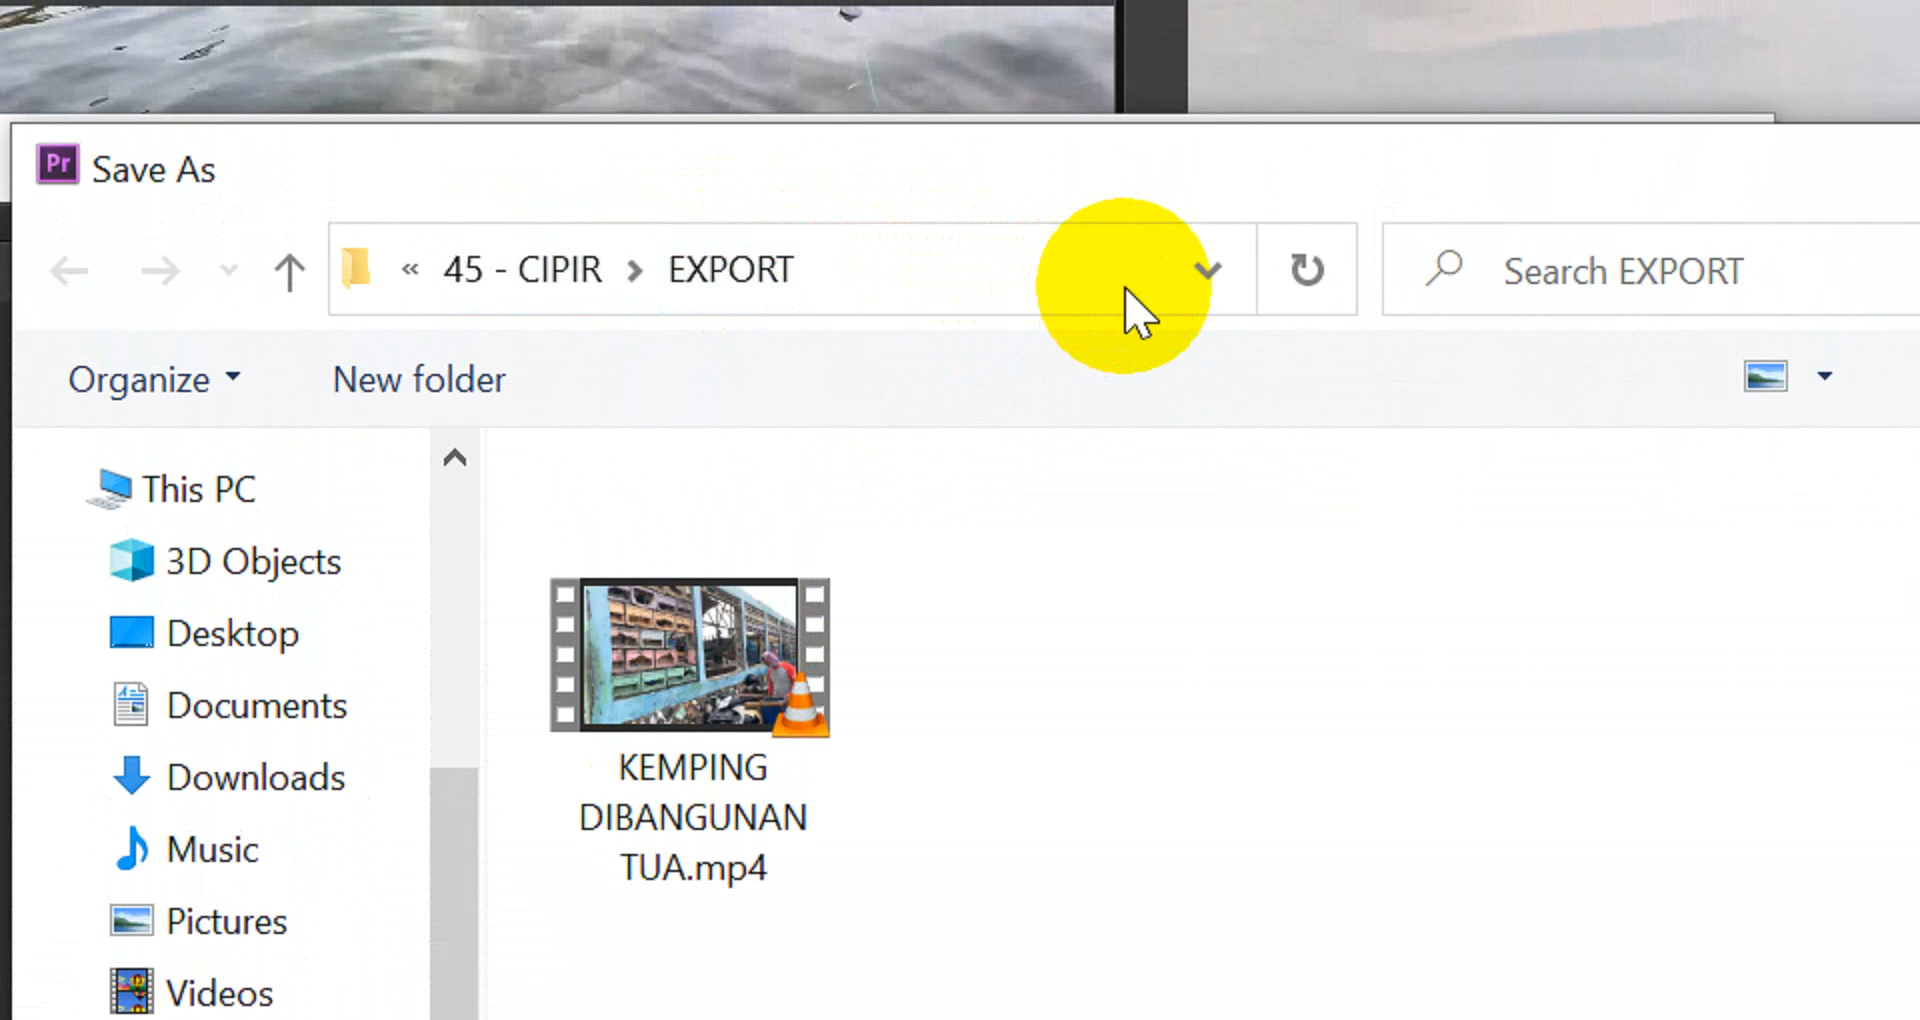 Pr Save As
« 45 - CIPIR > EXPORT
Search EXPORT
Organize
New folder
This PC
3D Objects
Desktop
Documents
Downloads
Music
Pictures
Videos
KEMPING
DIBANGUNAN
TUA.mp4